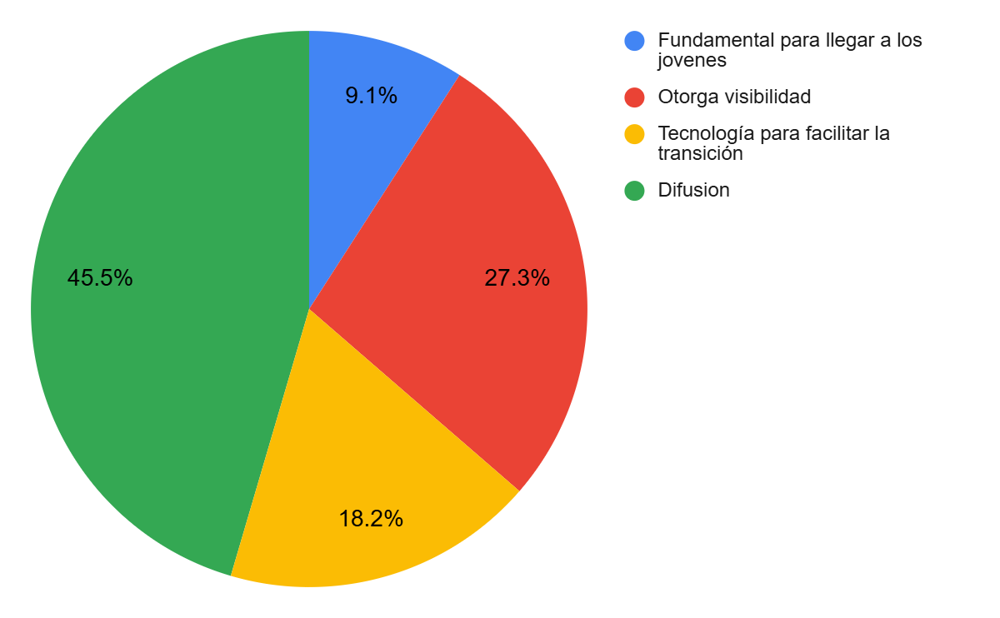 9.1%
27.3%
18.2%
45.5%
Fundamental para llegar a los
jovenes
Otorga visibilidad
Tecnología para facilitar la
transición
Difusion